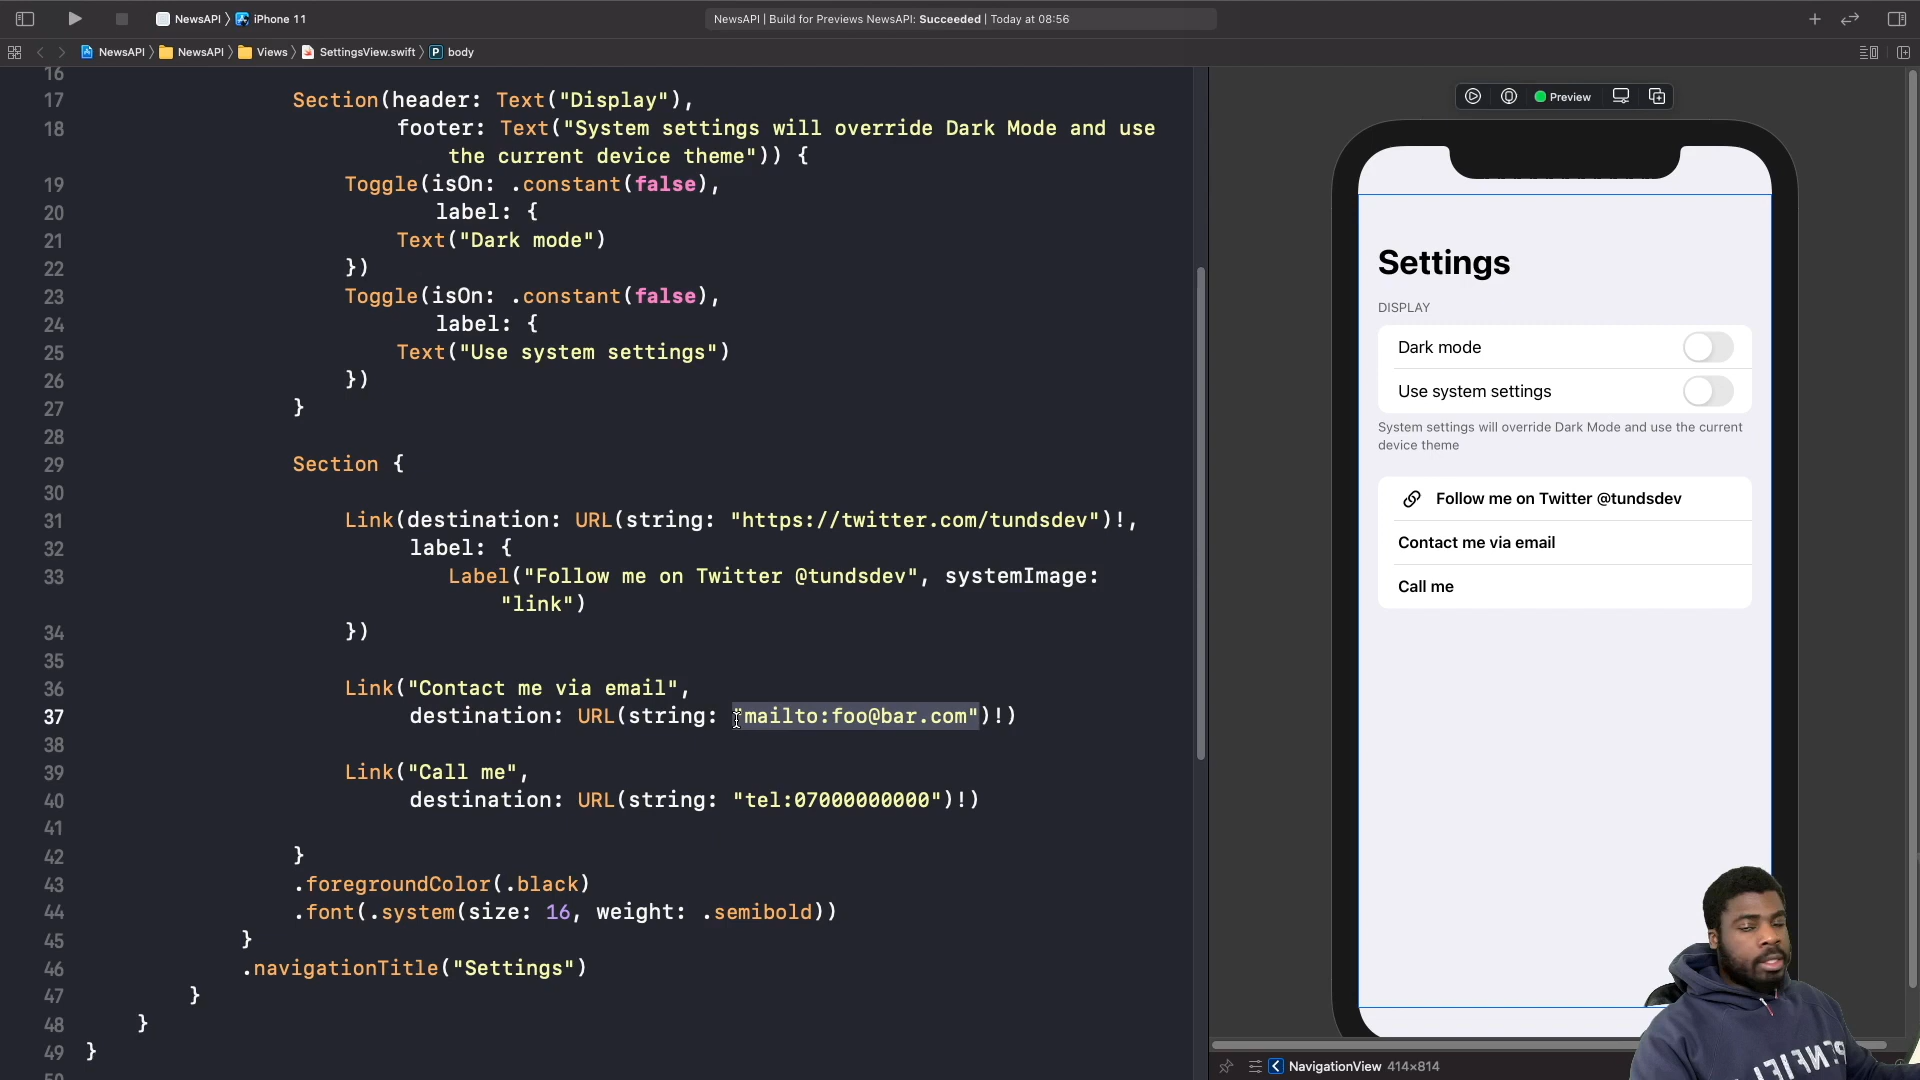 NewsAPI iPhone 11
NewsAPI | Build for Previews NewsAPI: Succeeded | Today at 08:56
NewsAPI NewsAPI Views SettingsView.swift P body
16
17 Section(header: Text("Display"),
18 footer: Text("System settings will override Dark Mode and use
the current device theme")) {
19 Toggle(isOn: .constant(false),
20 label: {
21 Text("Dark mode")
22 })
23 Toggle(isOn: .constant(false),
24 label: {
25 Text("Use system settings")
26 })
27 }
28
29 Section {
30
31 Link(destination: URL(string: "https://twitter.com/tundsdev")!,
32 label: {
33 Label("Follow me on Twitter @tundsdev", systemImage:
"link")
34 })
35
36 Link("Contact me via email",
37 destination: URL(string: "mailto:foo@bar.com")!)
38
39 Link("Call me",
40 destination: URL(string: "tel:07000000000")!)
41
42 }
43 .foregroundColor(.black)
44 .font(.system(size: 16, weight: .semibold))
45 }
46 .navigationTitle("Settings")
47 }
48 }
49 }
50
Preview
Settings
DISPLAY
Dark mode
Use system settings
System settings will override Dark Mode and use the current
device theme
Follow me on Twitter @tundsdev
Contact me via email
Call me
NavigationView 414×814